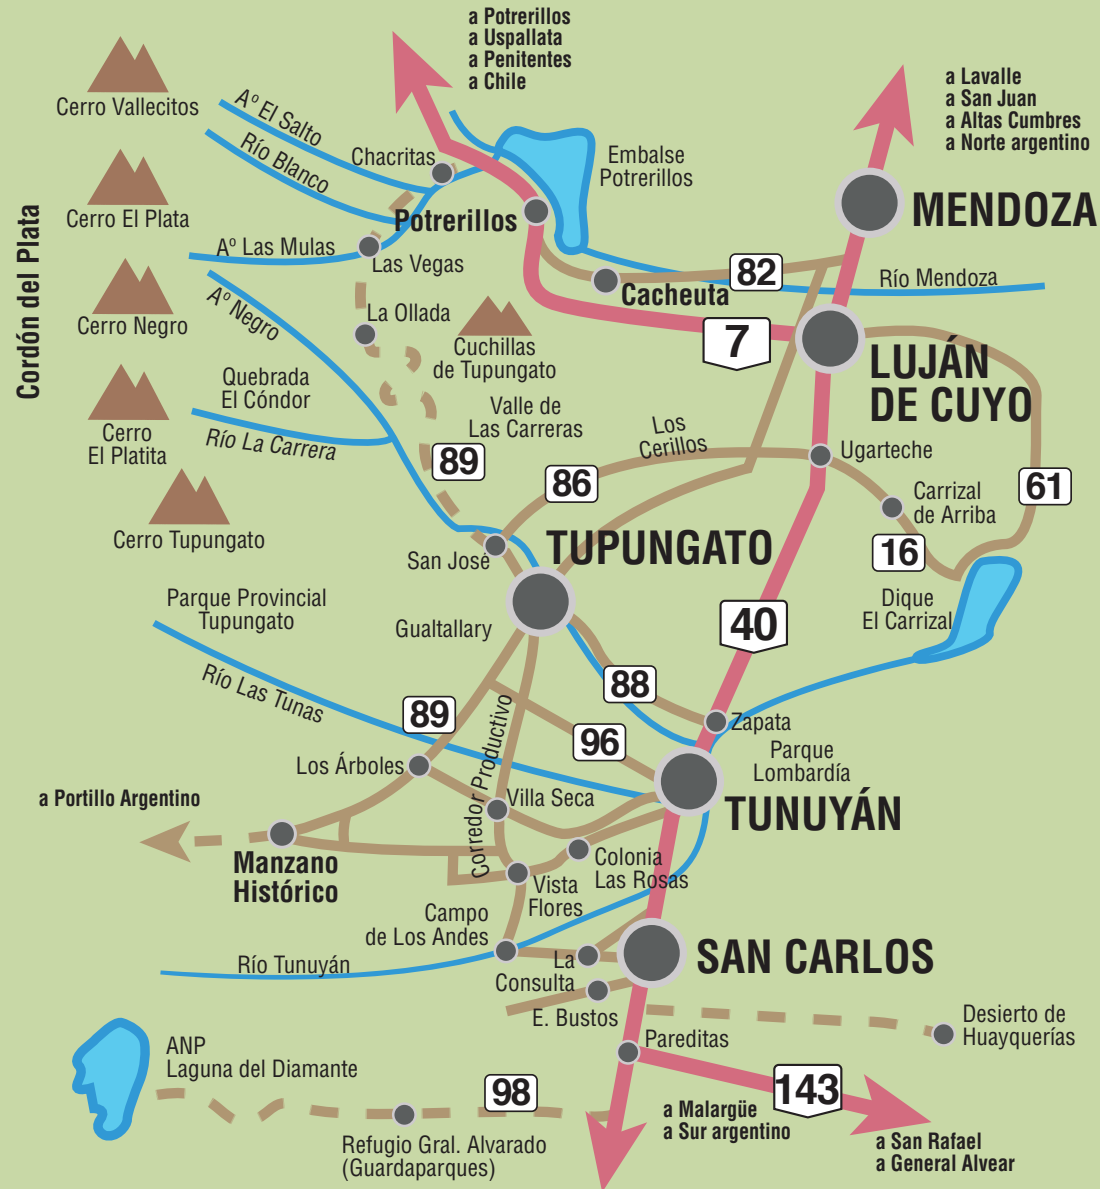 a Potrerillos
a Uspallata
a Penitentes
a Chile
a Lavalle
a San Juan
a Altas Cumbres
a Norte argentino
Cerro Vallecitos
Aº El Salto
Río Blanco
Chacritas
Embalse
Potrerillos
MENDOZA
Cerro El Plata
Potrerillos
Cordón del Plata
Aº Las Mulas
Las Vegas
82
Río Mendoza
Cacheuta
Aº Negro
Cerro Negro
La Ollada
7
Cuchillas
de Tupungato
LUJÁN
DE CUYO
Quebrada
El Cóndor
Valle de
Las Carreras
Los
Cerillos
Cerro
El Platita
Río La Carrera
Ugarteche
89
86
61
Carrizal
de Arriba
Cerro Tupungato
San José
TUPUNGATO
16
Parque Provincial
Tupungato
Gualtallary
Dique
El Carrizal
40
Río Las Tunas
88
89
Corredor Productivo
96
Zapata
Parque
Lombardía
Los Árboles
a Portillo Argentino
Villa Seca
TUNUYÁN
Manzano
Histórico
Colonia
Las Rosas
Vista
Flores
Campo
de Los Andes
Río Tunuyán
La
Consulta
SAN CARLOS
E. Bustos
Desierto de
Huayquerías
Pareditas
ANP
Laguna del Diamante
98
143
a Malargüe
a Sur argentino
Refugio Gral. Alvarado
(Guardaparques)
a San Rafael
a General Alvear